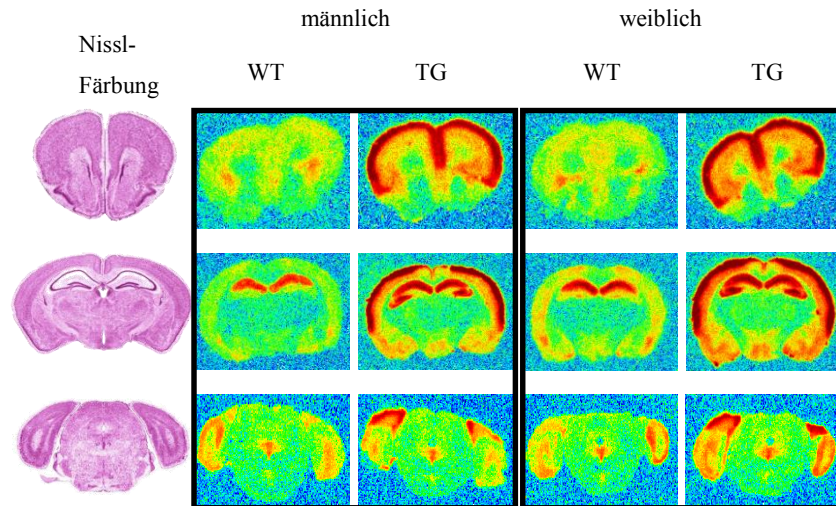 männlich
weiblich
Nissl-
Färbung
WT
TG
WT
TG